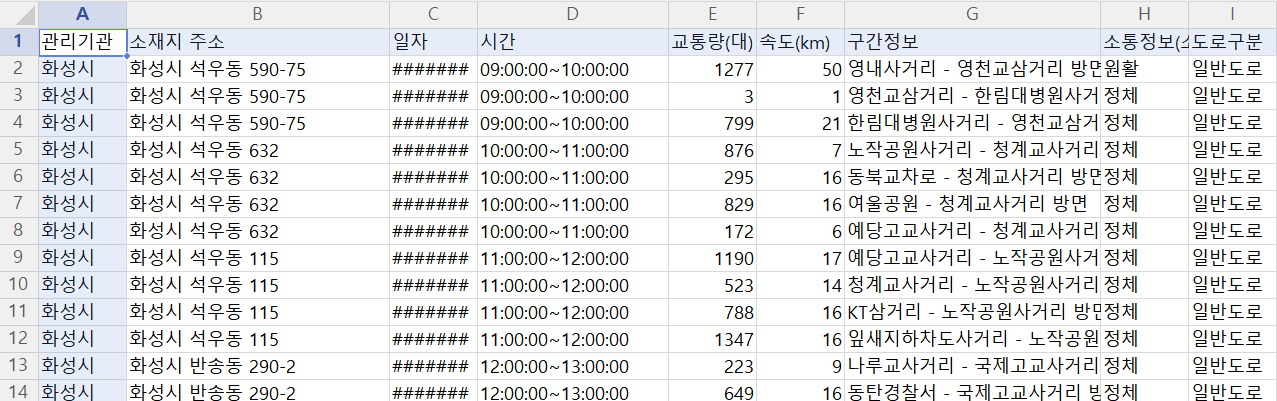 A B C D E F G H I
1 관리기관 소재지 주소 일자 시간 교통량(대) 속도(km) 구간정보 소통정보(소 도로구분
2 화성시 화성시 석우동 590-75 ####### 09:00:00~10:00:00 1277 50 영내사거리 - 영천교삼거리 방면 원활 일반도로
3 화성시 화성시 석우동 590-75 ####### 09:00:00~10:00:00 3 1 영천교삼거리 - 한림대병원사거 정체 일반도로
4 화성시 화성시 석우동 590-75 ####### 09:00:00~10:00:00 799 21 한림대병원사거리 - 영천교삼거 정체 일반도로
5 화성시 화성시 석우동 632 ####### 10:00:00~11:00:00 876 7 노작공원사거리 - 청계교사거리 정체 일반도로
6 화성시 화성시 석우동 632 ####### 10:00:00~11:00:00 295 16 동북교차로 - 청계교사거리 방면 정체 일반도로
7 화성시 화성시 석우동 632 ####### 10:00:00~11:00:00 829 16 여울공원 - 청계교사거리 방면 정체 일반도로
8 화성시 화성시 석우동 632 ####### 10:00:00~11:00:00 172 6 예당고교사거리 - 청계교사거리 정체 일반도로
9 화성시 화성시 석우동 115 ####### 11:00:00~12:00:00 1190 17 예당고교사거리 - 노작공원사거 정체 일반도로
10 화성시 화성시 석우동 115 ####### 11:00:00~12:00:00 523 14 청계교사거리 - 노작공원사거리 정체 일반도로
11 화성시 화성시 석우동 115 ####### 11:00:00~12:00:00 788 16 KT삼거리 - 노작공원사거리 방면 정체 일반도로
12 화성시 화성시 석우동 115 ####### 11:00:00~12:00:00 1347 16 잎새지하차도사거리 - 노작공원 정체 일반도로
13 화성시 화성시 반송동 290-2 ####### 12:00:00~13:00:00 223 9 나루교사거리 - 국제고교사거리 정체 일반도로
14 화성시 화성시 반송동 290-2 ####### 12:00:00~13:00:00 649 16 동탄경찰서 - 국제고교사거리 방 정체 일반도로